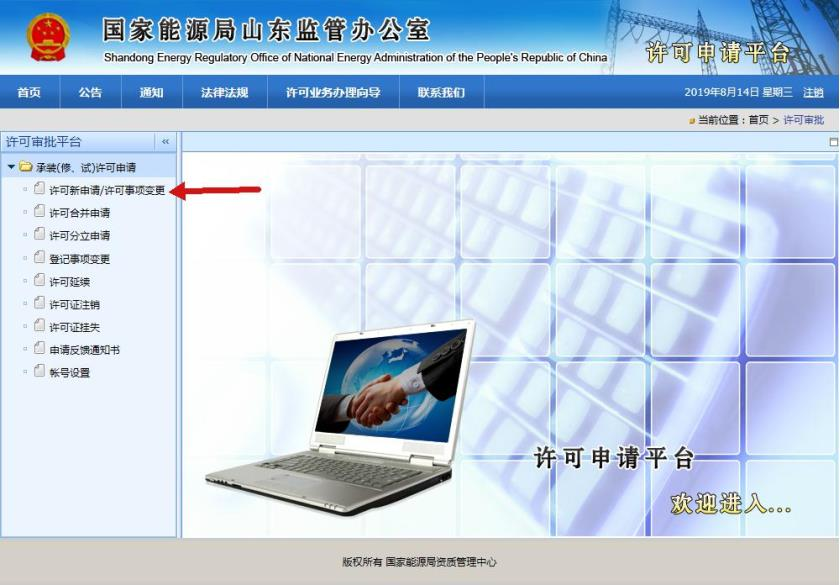 国家能源局山东监管办公室
Shandong Energy Regulatory Office of National Energy Administration of the People's Republic of China
许可申请平台
首页 公告 通知 法律法规 许可业务办理向导 联系我们 2019年8月14日 星期三 注销
当前位置：首页 > 许可审批
许可审批平台 «
承装(修、试)许可申请
许可新申请/许可事项变更
许可合并申请
许可分立申请
登记事项变更
许可延续
许可证注销
许可证挂失
申请反馈通知书
帐号设置
许可申请平台
欢迎进入...
版权所有 国家能源局资质管理中心